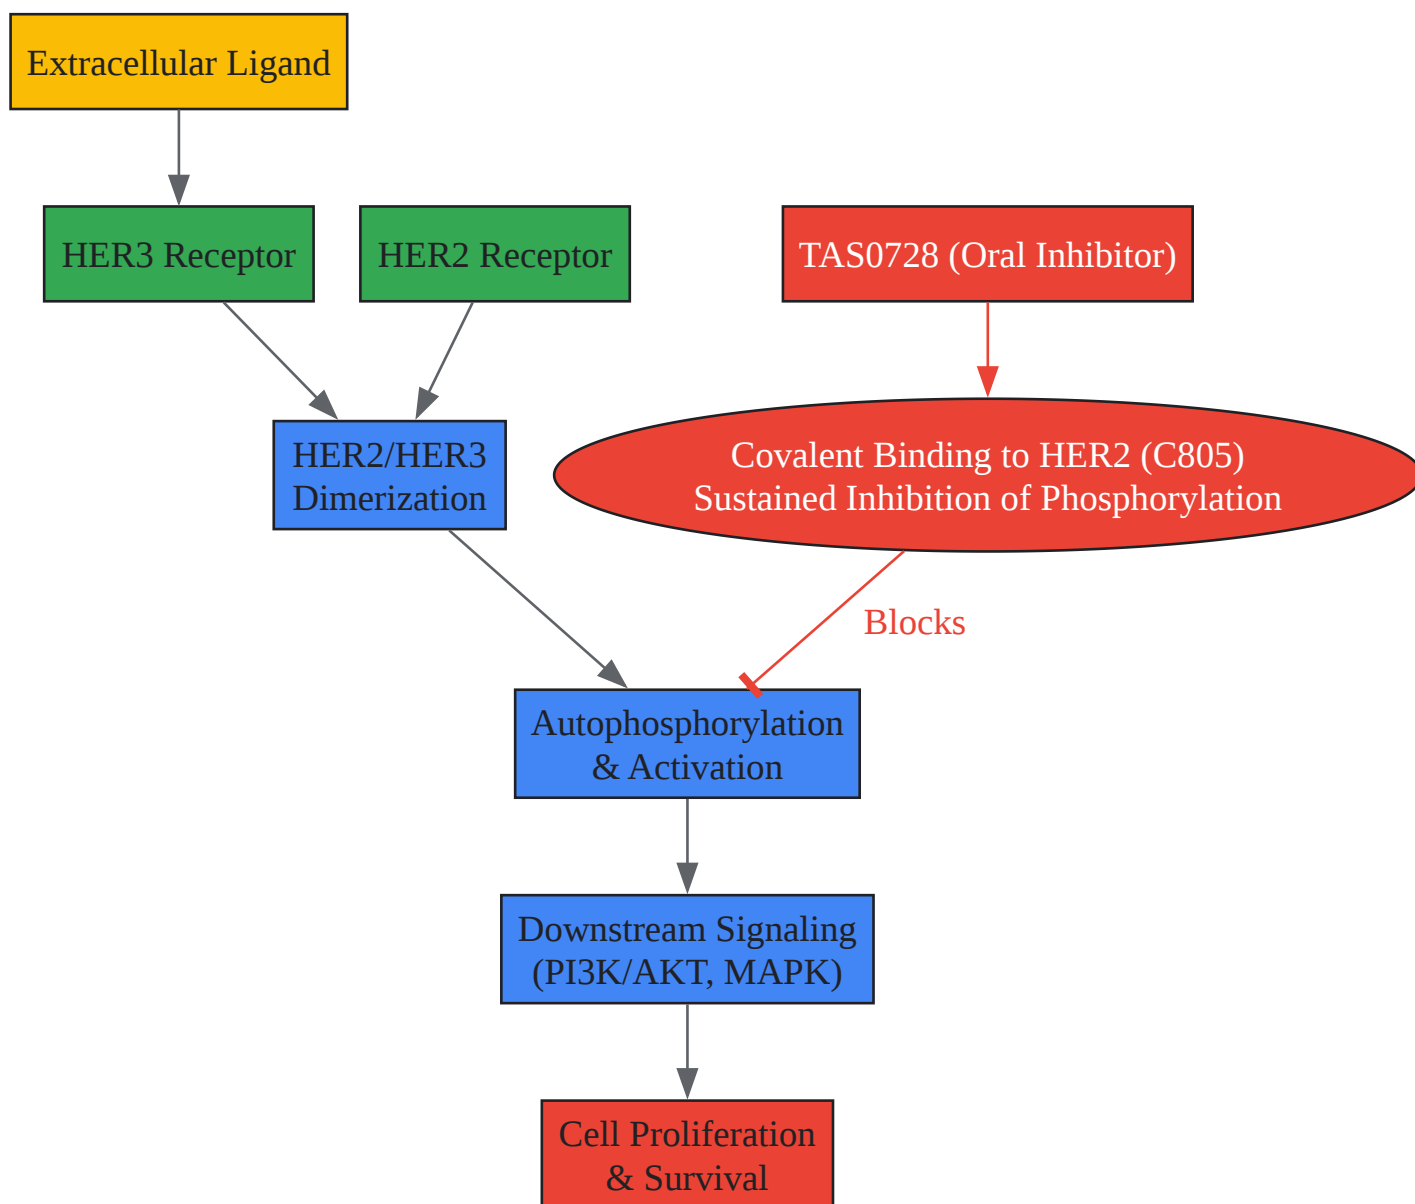 Extracellular Ligand
HER3 Receptor
HER2 Receptor
TAS0728 (Oral Inhibitor)
HER2/HER3
Dimerization
Covalent Binding to HER2 (C805)
Sustained Inhibition of Phosphorylation
Blocks
Autophosphorylation
& Activation
Downstream Signaling
(PI3K/AKT, MAPK)
Cell Proliferation
& Survival